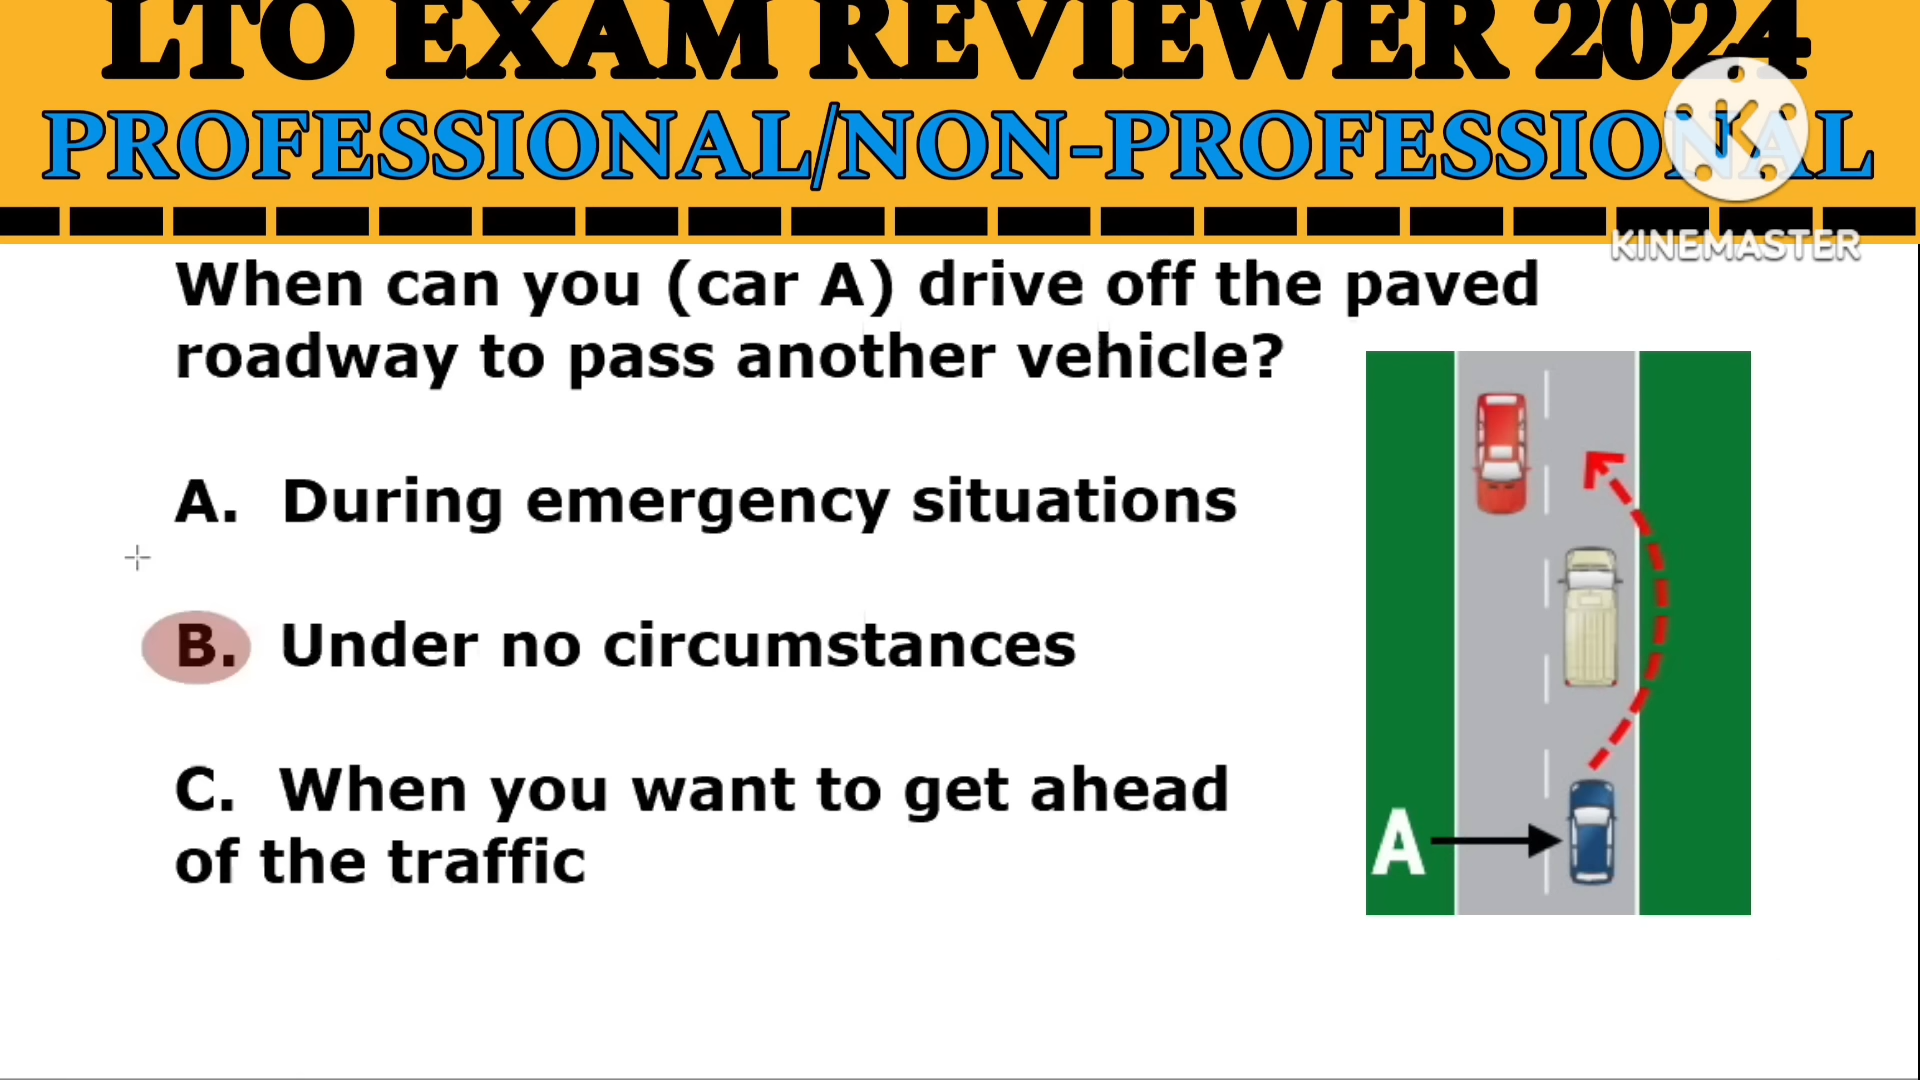 LTO EXAM REVIEWER 2024
PROFESSIONAL/NON-PROFESSIONAL
KINEMASTER
When can you (car A) drive off the paved
roadway to pass another vehicle?
A. During emergency situations
B. Under no circumstances
C. When you want to get ahead
of the traffic
A